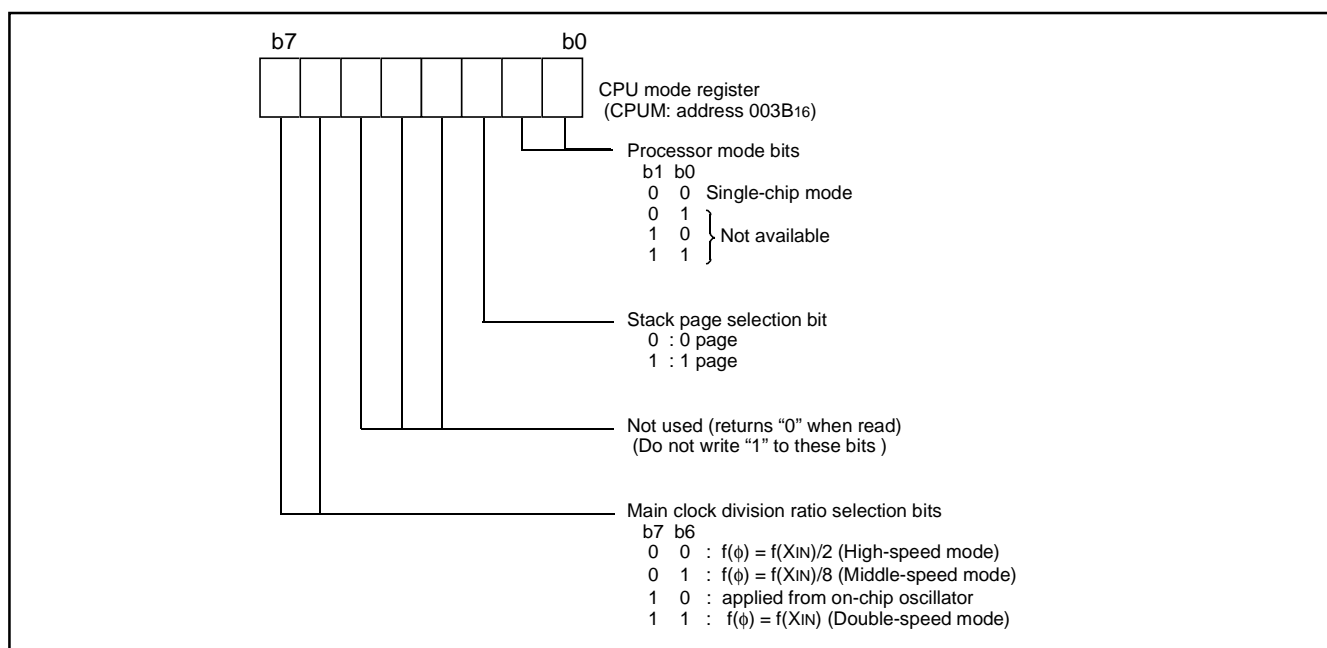 b7 b0
CPU mode register
(CPUM: address 003B16)
Processor mode bits
b1 b0
0 0 Single-chip mode
0 1
1 0 Not available
1 1
Stack page selection bit
0 : 0 page
1 : 1 page
Not used (returns “0” when read)
(Do not write “1” to these bits )
Main clock division ratio selection bits
b7 b6
0 0 : f(ϕ) = f(XIN)/2 (High-speed mode)
0 1 : f(ϕ) = f(XIN)/8 (Middle-speed mode)
1 0 : applied from on-chip oscillator
1 1 : f(ϕ) = f(XIN) (Double-speed mode)